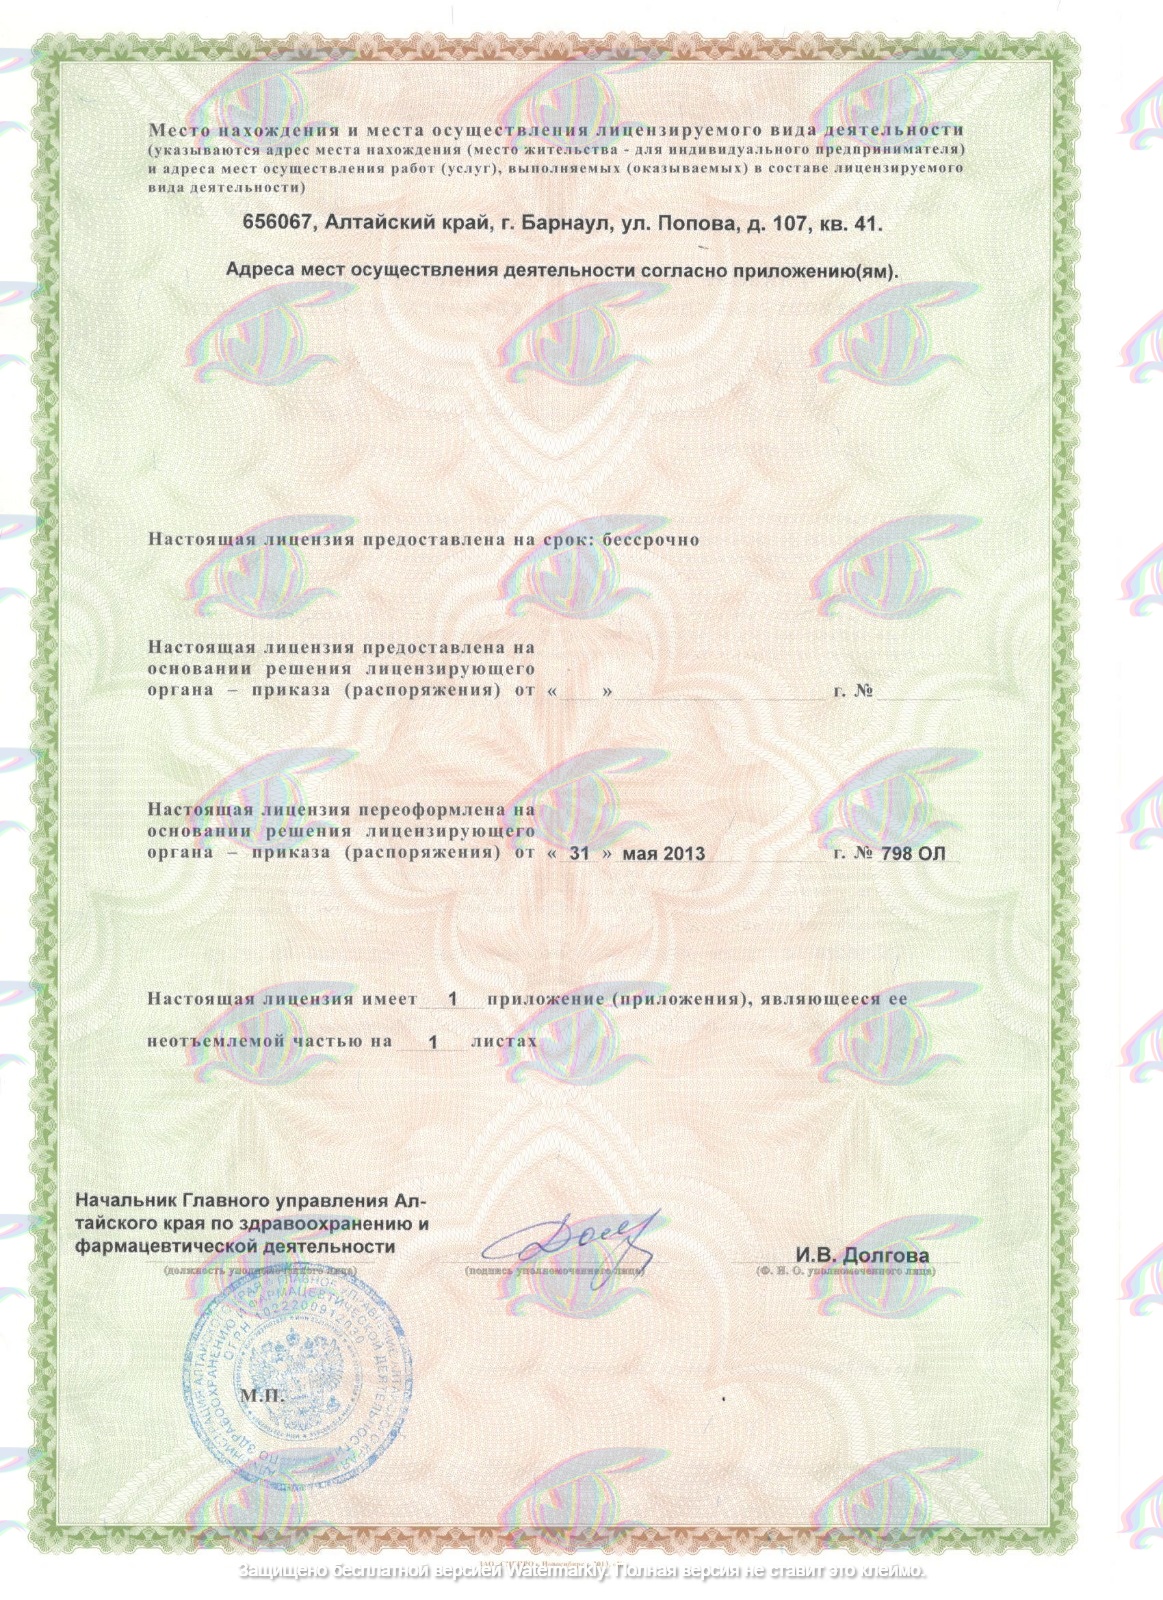 Место нахождения и места осуществления лицензируемого вида деятельности
(указываются адрес места нахождения (место жительства - для индивидуального предпринимателя)
и адреса мест осуществления работ (услуг), выполняемых (оказываемых) в составе лицензируемого
вида деятельности)
656067, Алтайский край, г. Барнаул, ул. Попова, д. 107, кв. 41.
Адреса мест осуществления деятельности согласно приложению(ям).
Настоящая лицензия предоставлена на срок: бессрочно
Настоящая лицензия предоставлена на
основании решения лицензирующего
органа – приказа (распоряжения) от « » г. №
Настоящая лицензия переоформлена на
основании решения лицензирующего
органа – приказа (распоряжения) от « 31 » мая 2013 г. № 798 ОЛ
Настоящая лицензия имеет 1 приложение (приложения), являющееся ее
неотъемлемой частью на 1 листах
Начальник Главного управления Ал-
тайского края по здравоохранению и
фармацевтической деятельности
И.В. Долгова
(должность уполномоченного лица) (подпись уполномоченного лица) (Ф. И. О. уполномоченного лица)
ОГРН 1022200912030
М.П.
Защищено бесплатной версией Watermarkly. Полная версия не ставит это клеймо.